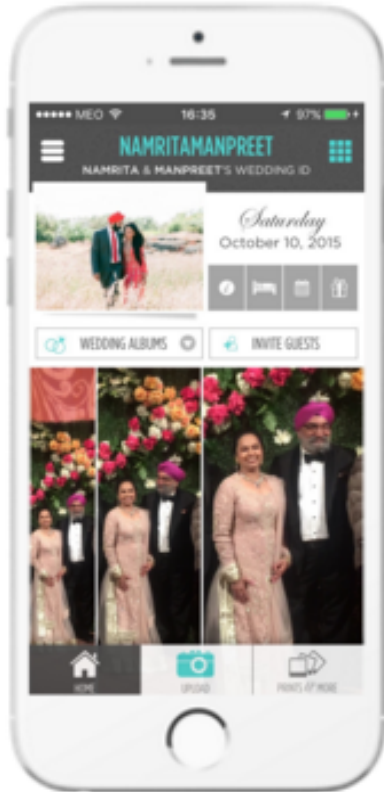 MEO 16:35 97%
NAMRITAMANPREET
NAMRITA & MANPREET'S WEDDING ID
Saturday
October 10, 2015
WEDDING ALBUMS
INVITE GUESTS
HOME
UPLOAD
PRINTS & MORE